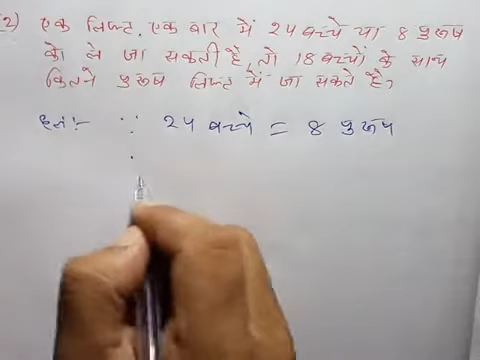 2) एक लिफ्ट. एक बार में 24 बच्चे या 8 पुरूष
को ले जा सकती है, तो 18 बच्चों के साथ
कितने पुरूष लिफ्ट में जा सकते है?
हल:- ∵ 24 बच्चे = 8 पुरूष